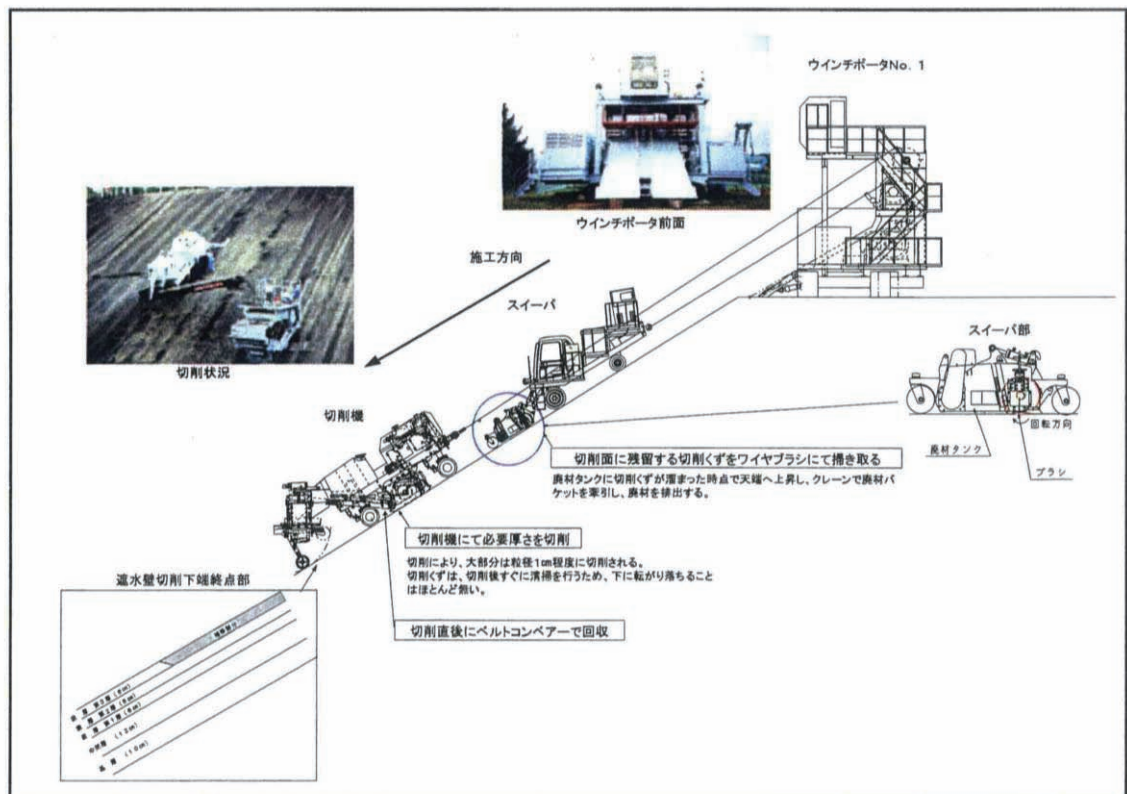 ウインチポータNo. 1
ウインチポータ前面
施工方向
スイーパ
切削状況
スイーパ部
切削機
回転方向
廃材タンク
ブラシ
切削面に残留する切削くずをワイヤブラシにて掃き取る
廃材タンクに切削くずが溜まった時点で天端へ上昇し、クレーンで廃材バ
ケットを牽引し、廃材を排出する。
切削機にて必要厚さを切削
切削により、大部分は粒径1cm程度に切削される。
切削くずは、切削後すぐに清掃を行うため、下に転がり落ちること
はほとんど無い。
切削直後にベルトコンベアーで回収
遮水壁切削下端終点部
中間層 (12cm)
(10cm)